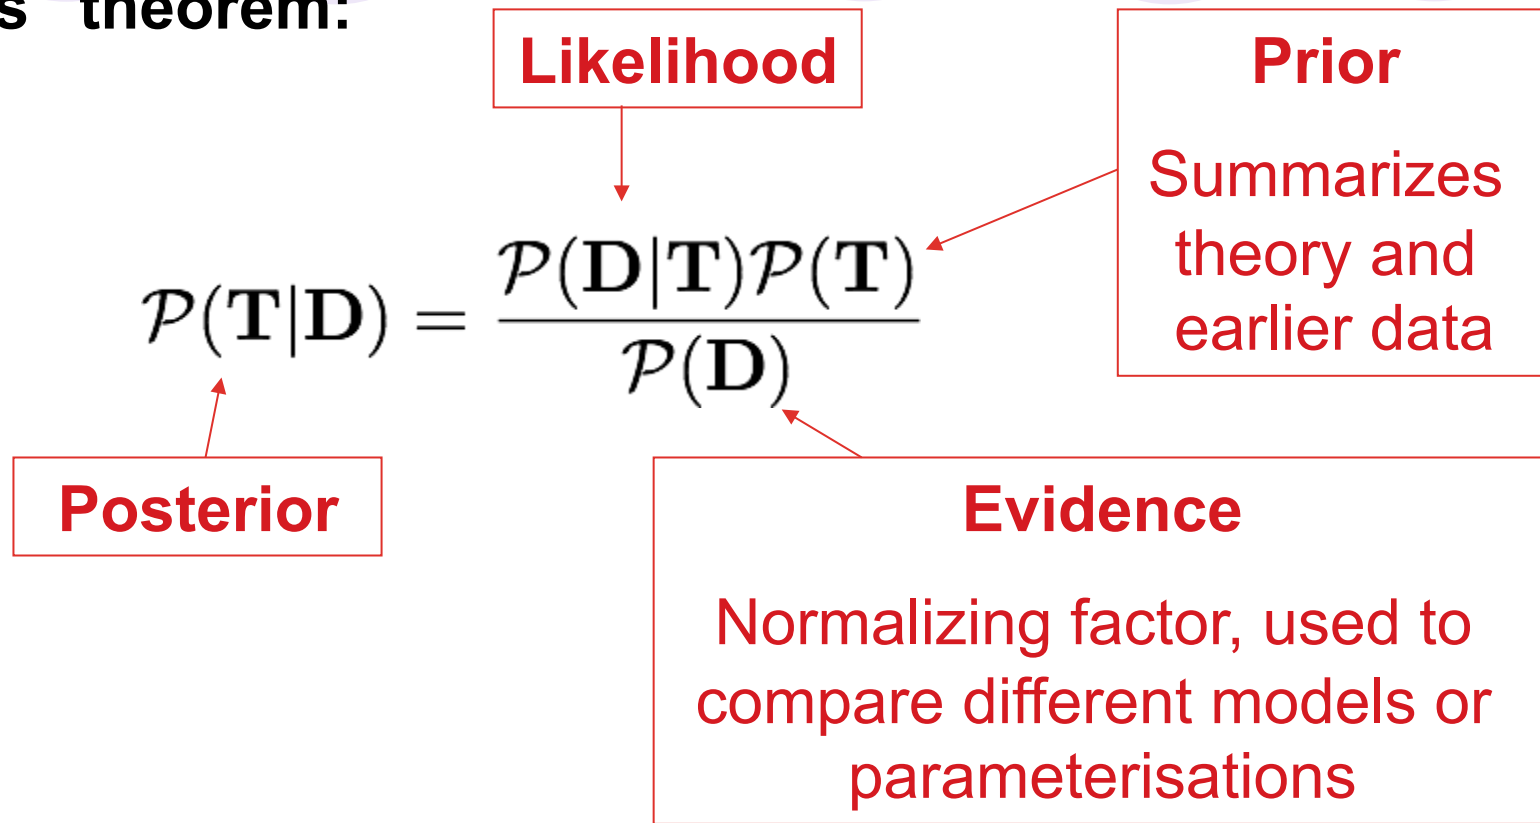 s theorem:
Likelihood
Prior
Summarizes
theory and
earlier data
𝒫(𝐓|𝐃) = 𝒫(𝐃|𝐓)𝒫(𝐓) / 𝒫(𝐃)
Posterior
Evidence
Normalizing factor, used to
compare different models or
parameterisations